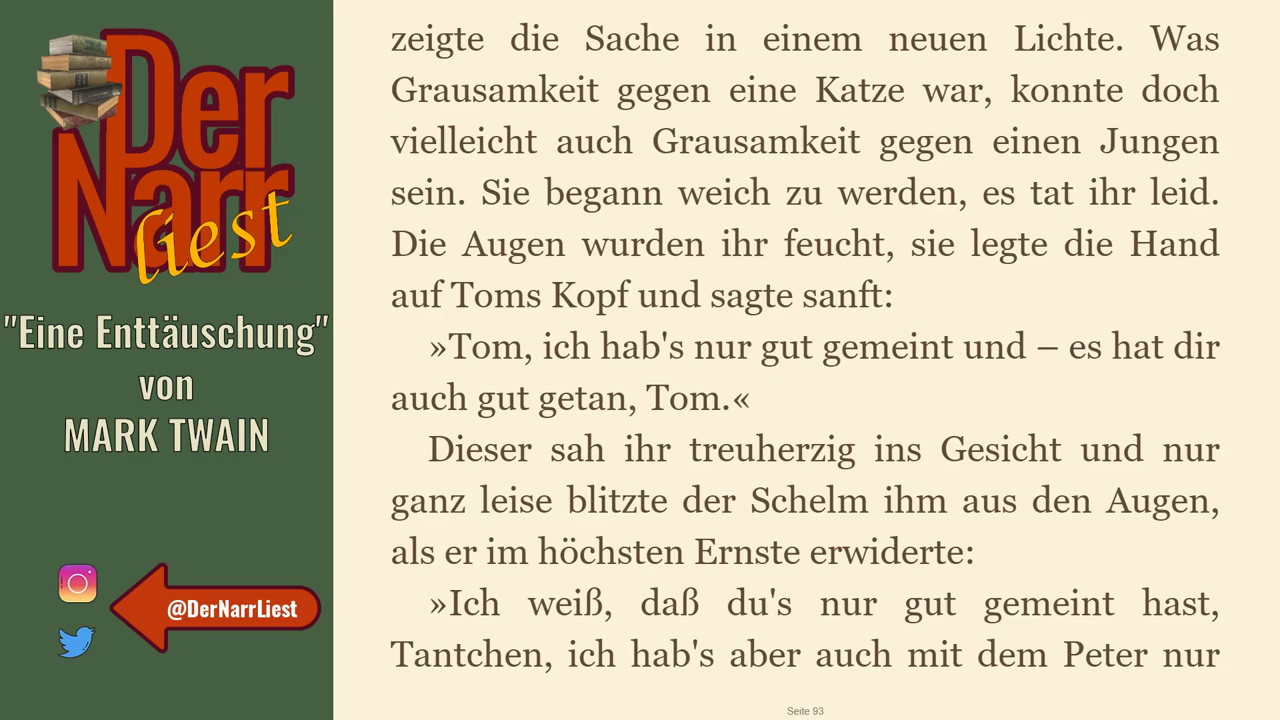 Der
Narr
liest
"Eine Enttäuschung"
von
MARK TWAIN
@DerNarrLiest
zeigte die Sache in einem neuen Lichte. Was
Grausamkeit gegen eine Katze war, konnte doch
vielleicht auch Grausamkeit gegen einen Jungen
sein. Sie begann weich zu werden, es tat ihr leid.
Die Augen wurden ihr feucht, sie legte die Hand
auf Toms Kopf und sagte sanft:
»Tom, ich hab's nur gut gemeint und – es hat dir
auch gut getan, Tom.«
Dieser sah ihr treuherzig ins Gesicht und nur
ganz leise blitzte der Schelm ihm aus den Augen,
als er im höchsten Ernste erwiderte:
»Ich weiß, daß du's nur gut gemeint hast,
Tantchen, ich hab's aber auch mit dem Peter nur
Seite 93